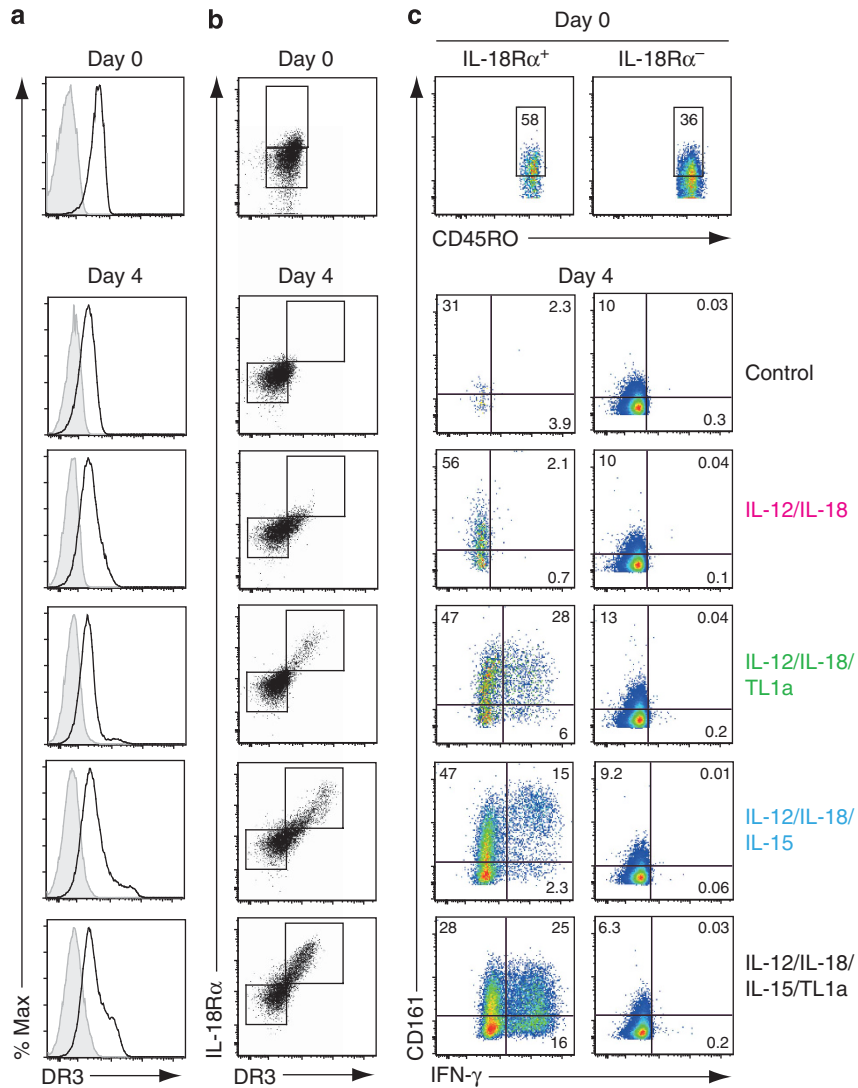 a b c
Day 0
Day 0 Day 0 IL-18Rα⁺ IL-18Rα⁻
58 36
CD45RO
Day 4 Day 4 Day 4
31 2.3 10 0.03
Control
3.9 0.3
56 2.1 10 0.04
IL-12/IL-18
0.7 0.1
47 28 13 0.04
IL-12/IL-18/
TL1a
6 0.2
47 15 9.2 0.01
IL-12/IL-18/
IL-15
2.3 0.06
28 25 6.3 0.03
IL-12/IL-18/
IL-15/TL1a
16 0.2
% Max IL-18Rα CD161
DR3 DR3 IFN-γ